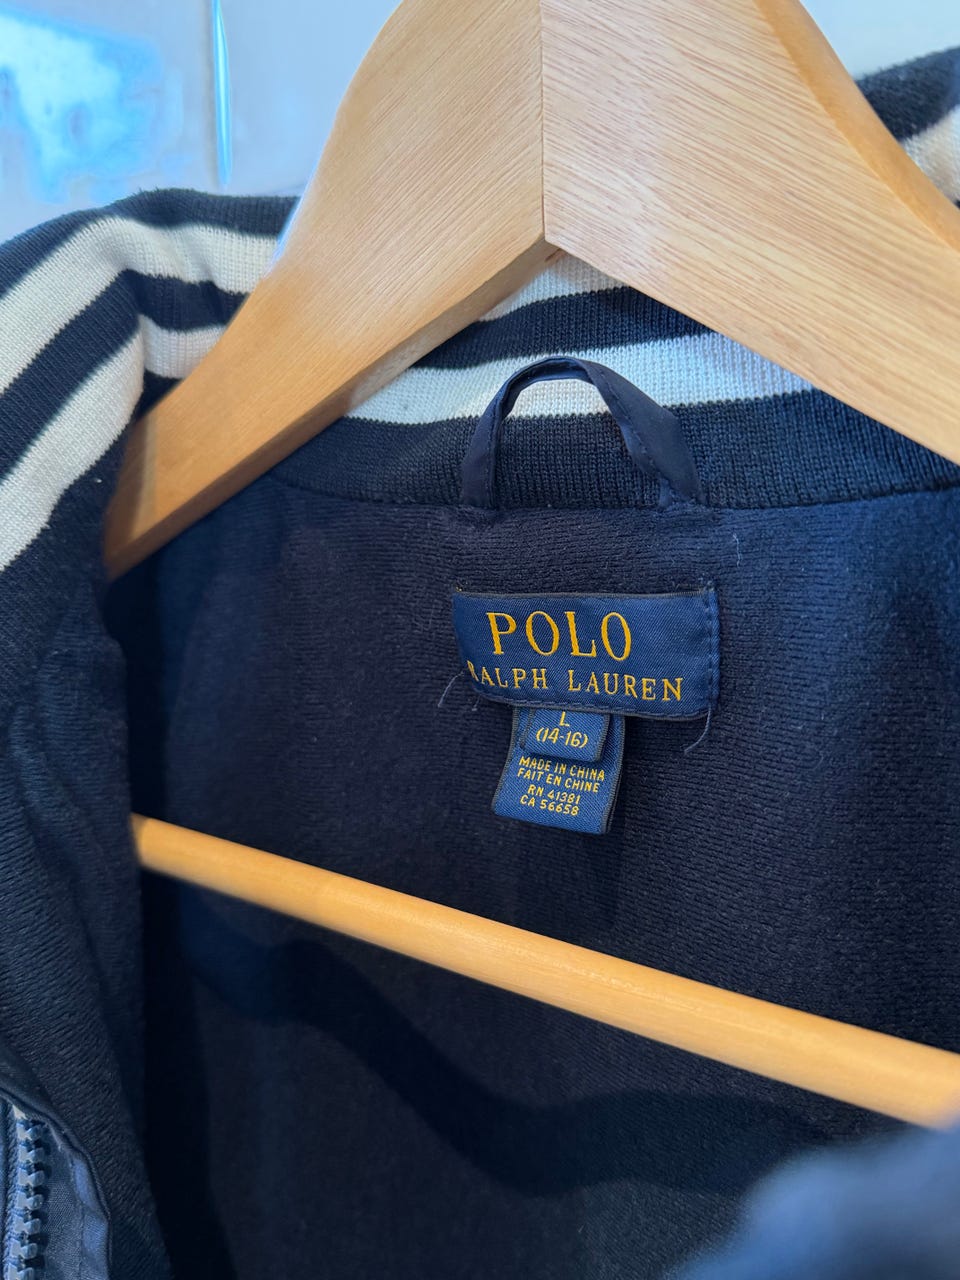 POLO
RALPH LAUREN
L
(14-16)
MADE IN CHINA
FAIT EN CHINE
RN 41381
CA 56658